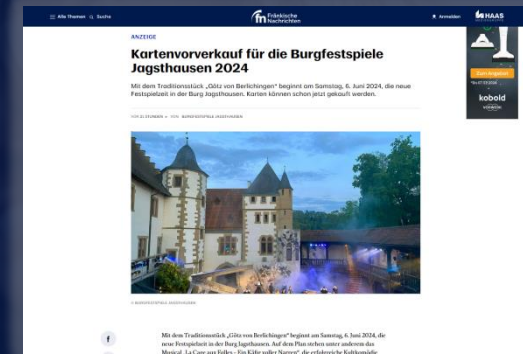 Alle Themen
Suche
fn Fränkische
Nachrichten
Anmelden
HAAS
ANZEIGE
Kartenvorverkauf für die Burgfestspiele
Jagsthausen 2024
Mit dem Traditionsstück „Götz von Berlichingen“ beginnt am Samstag, 6. Juni 2024, die neue
Festspielzeit in der Burg Jagsthausen. Karten können schon jetzt gekauft werden.
Zum Angebot
kobold
VORWERK
© BURGFESTSPIELE JAGSTHAUSEN
f
Mit dem Traditionsstück „Götz von Berlichingen“ beginnt am Samstag, 6. Juni 2024, die
neue Festspielzeit in der Burg Jagsthausen. Auf dem Plan stehen unter anderem das
Musical „La Cage aux Folles - Ein Käfig voller Narren“, die erfolgreiche Kultkomödie